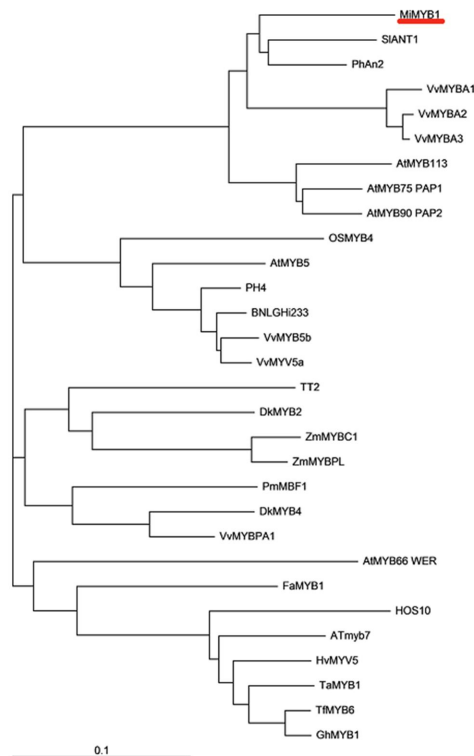 MiMYB1
SlANT1
PhAn2
VvMYBA1
VvMYBA2
VvMYBA3
AtMYB113
AtMYB75 PAP1
AtMYB90 PAP2
OSMYB4
AtMYB5
PH4
BNLGHi233
VvMYB5b
VvMYV5a
TT2
DkMYB2
ZmMYBC1
ZmMYBPL
PmMBF1
DkMYB4
VvMYBPA1
AtMYB66 WER
FaMYB1
HOS10
ATmyb7
HvMYV5
TaMYB1
TfMYB6
GhMYB1
0.1